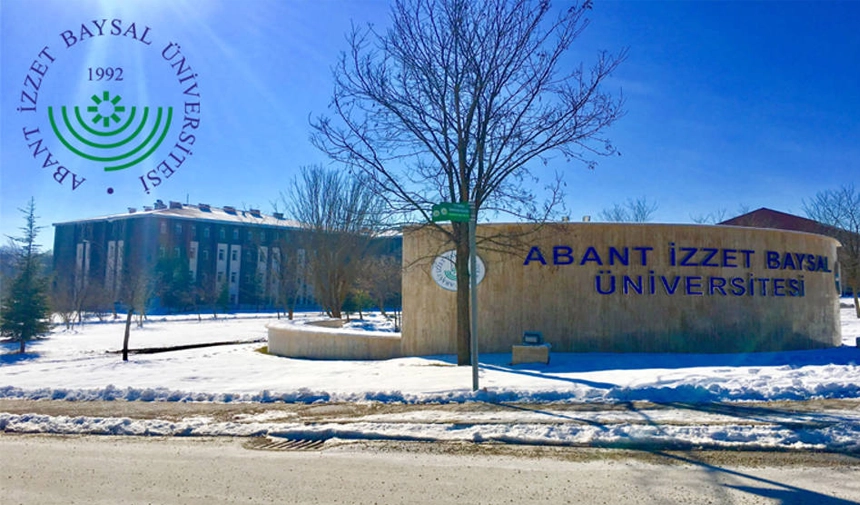 ABANT İZZET BAYSAL ÜNİVERSİTESİ
1992
ABANT İZZET BAYSAL
ÜNİVERSİTESİ